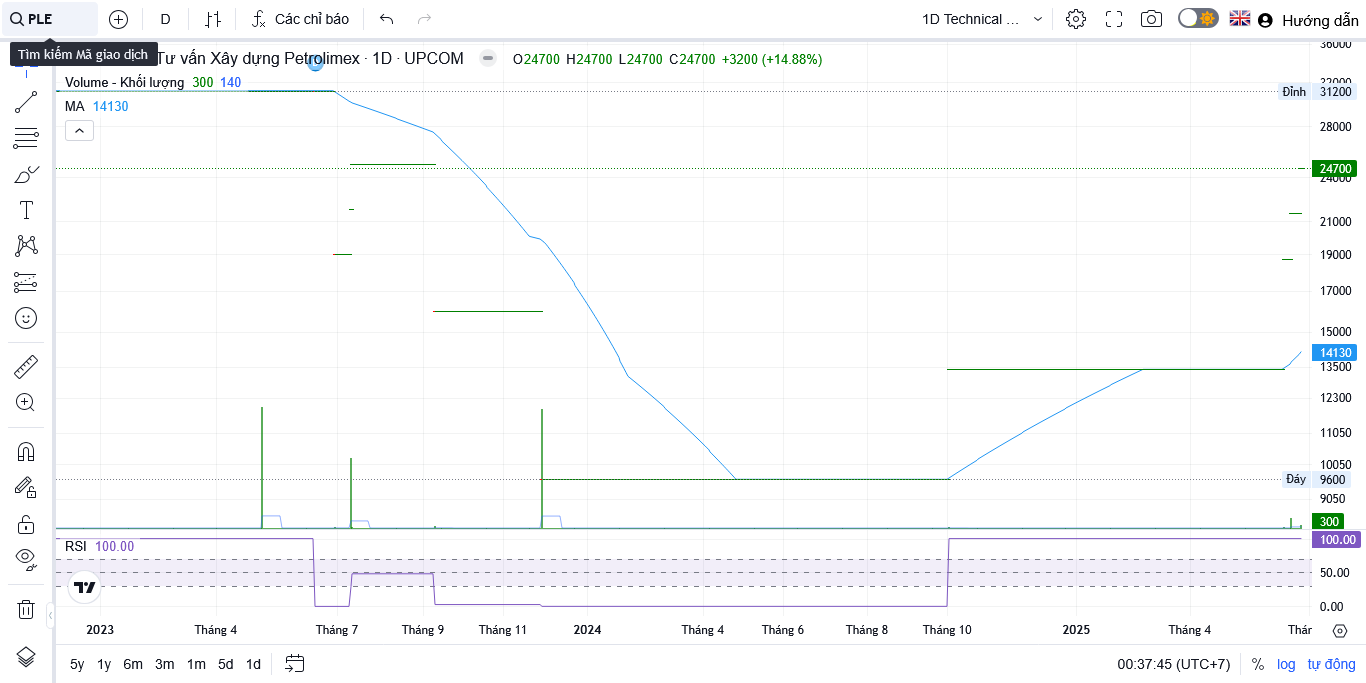 PLE
D
Các chỉ báo
1D Technical ...
Hướng dẫn
Tìm kiếm Mã giao dịch
Tư vấn Xây dựng Petrolimex · 1D · UPCOM
O24700 H24700 L24700 C24700 +3200 (+14.88%)
Volume - Khối lượng 300 140
MA 14130
36000
32000
Đỉnh 31200
28000
24700
24000
21000
19000
17000
15000
14130
13500
12300
11050
10050
Đáy 9600
9050
300
RSI 100.00
100.00
50.00
0.00
2023 Tháng 4 Tháng 7 Tháng 9 Tháng 11 2024 Tháng 4 Tháng 6 Tháng 8 Tháng 10 2025 Tháng 4 Thár
5y 1y 6m 3m 1m 5d 1d
00:37:45 (UTC+7) % log tự động